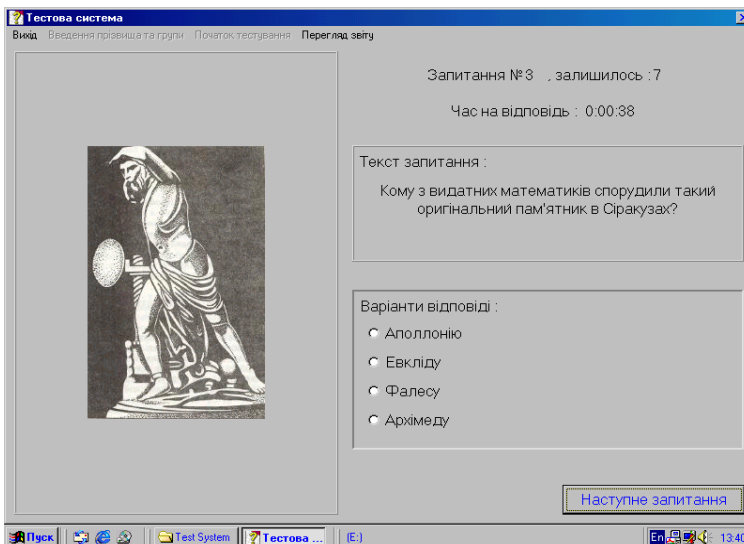 Тестова система
Вихід Введення прізвища та групи Початок тестування Перегляд звіту
Запитання №3 , залишилось :7
Час на відповідь : 0:00:38
Текст запитання :
Кому з видатних математиків спорудили такий
оригінальний пам'ятник в Сіракузах?
Варіанти відповіді :
Аполлонію
Евкліду
Фалесу
Архімеду
Наступне запитання
Пуск Test System Тестова ... (E:) En 13:40